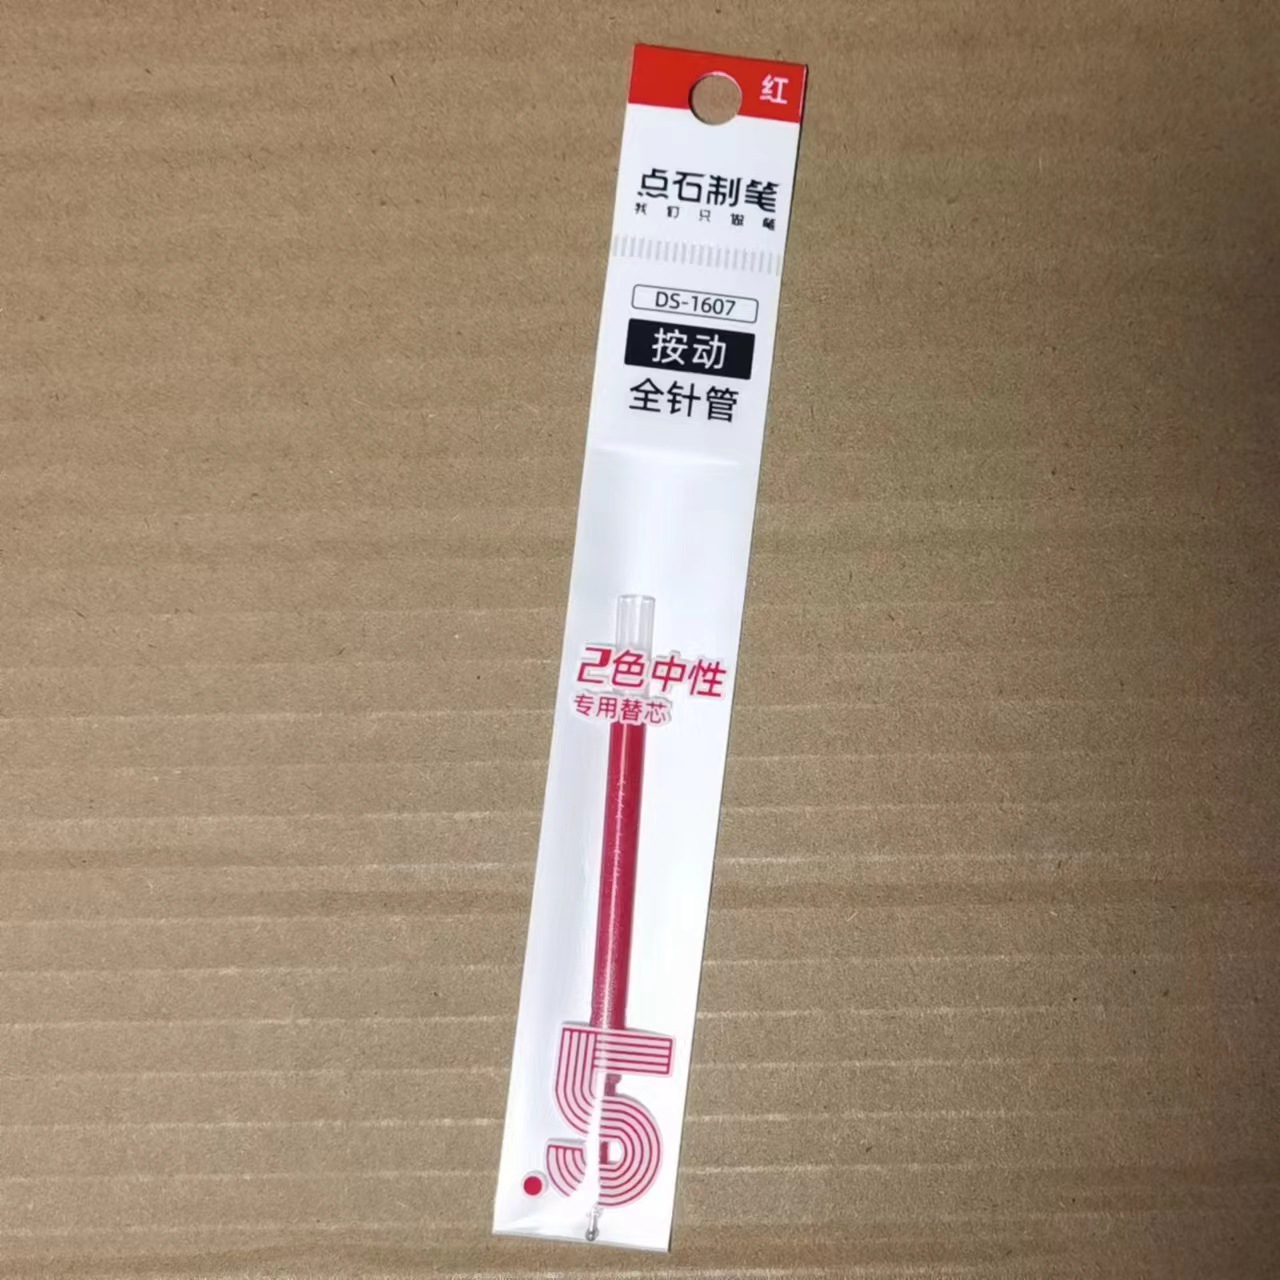 红
点石制笔
我们只做笔
DS-1607
按动
全针管
2色中性
专用替芯
.5